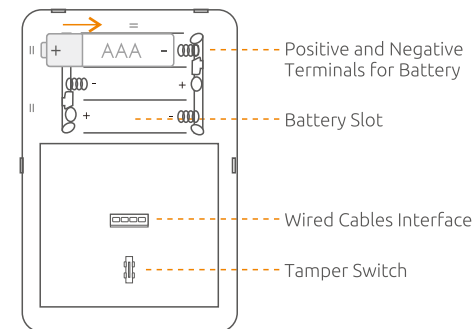 + AAA -
Positive and Negative
Terminals for Battery
- +
+ -
Battery Slot
Wired Cables Interface
Tamper Switch